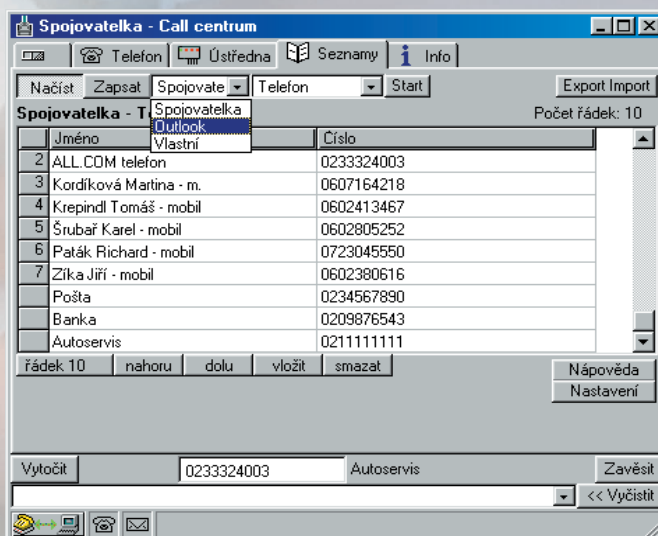 Spojovatelka - Call centrum
Telefon Ústředna Seznamy Info
Načíst Zapsat Spojovate Telefon Start Export Import
Spojovatelka - T Počet řádek: 10
Spojovatelka
Outlook
Vlastní
Jméno Číslo
2 ALL.COM telefon 0233324003
3 Kordíková Martina - m. 0607164218
4 Krepindl Tomáš - mobil 0602413467
5 Šrubař Karel - mobil 0602805252
6 Paták Richard - mobil 0723045550
7 Zíka Jiří - mobil 0602380616
Pošta 0234567890
Banka 0209876543
Autoservis 0211111111
řádek 10 nahoru dolu vložit smazat Nápověda
Nastavení
Vytočit 0233324003 Autoservis Zavěsit
<< Vyčistit